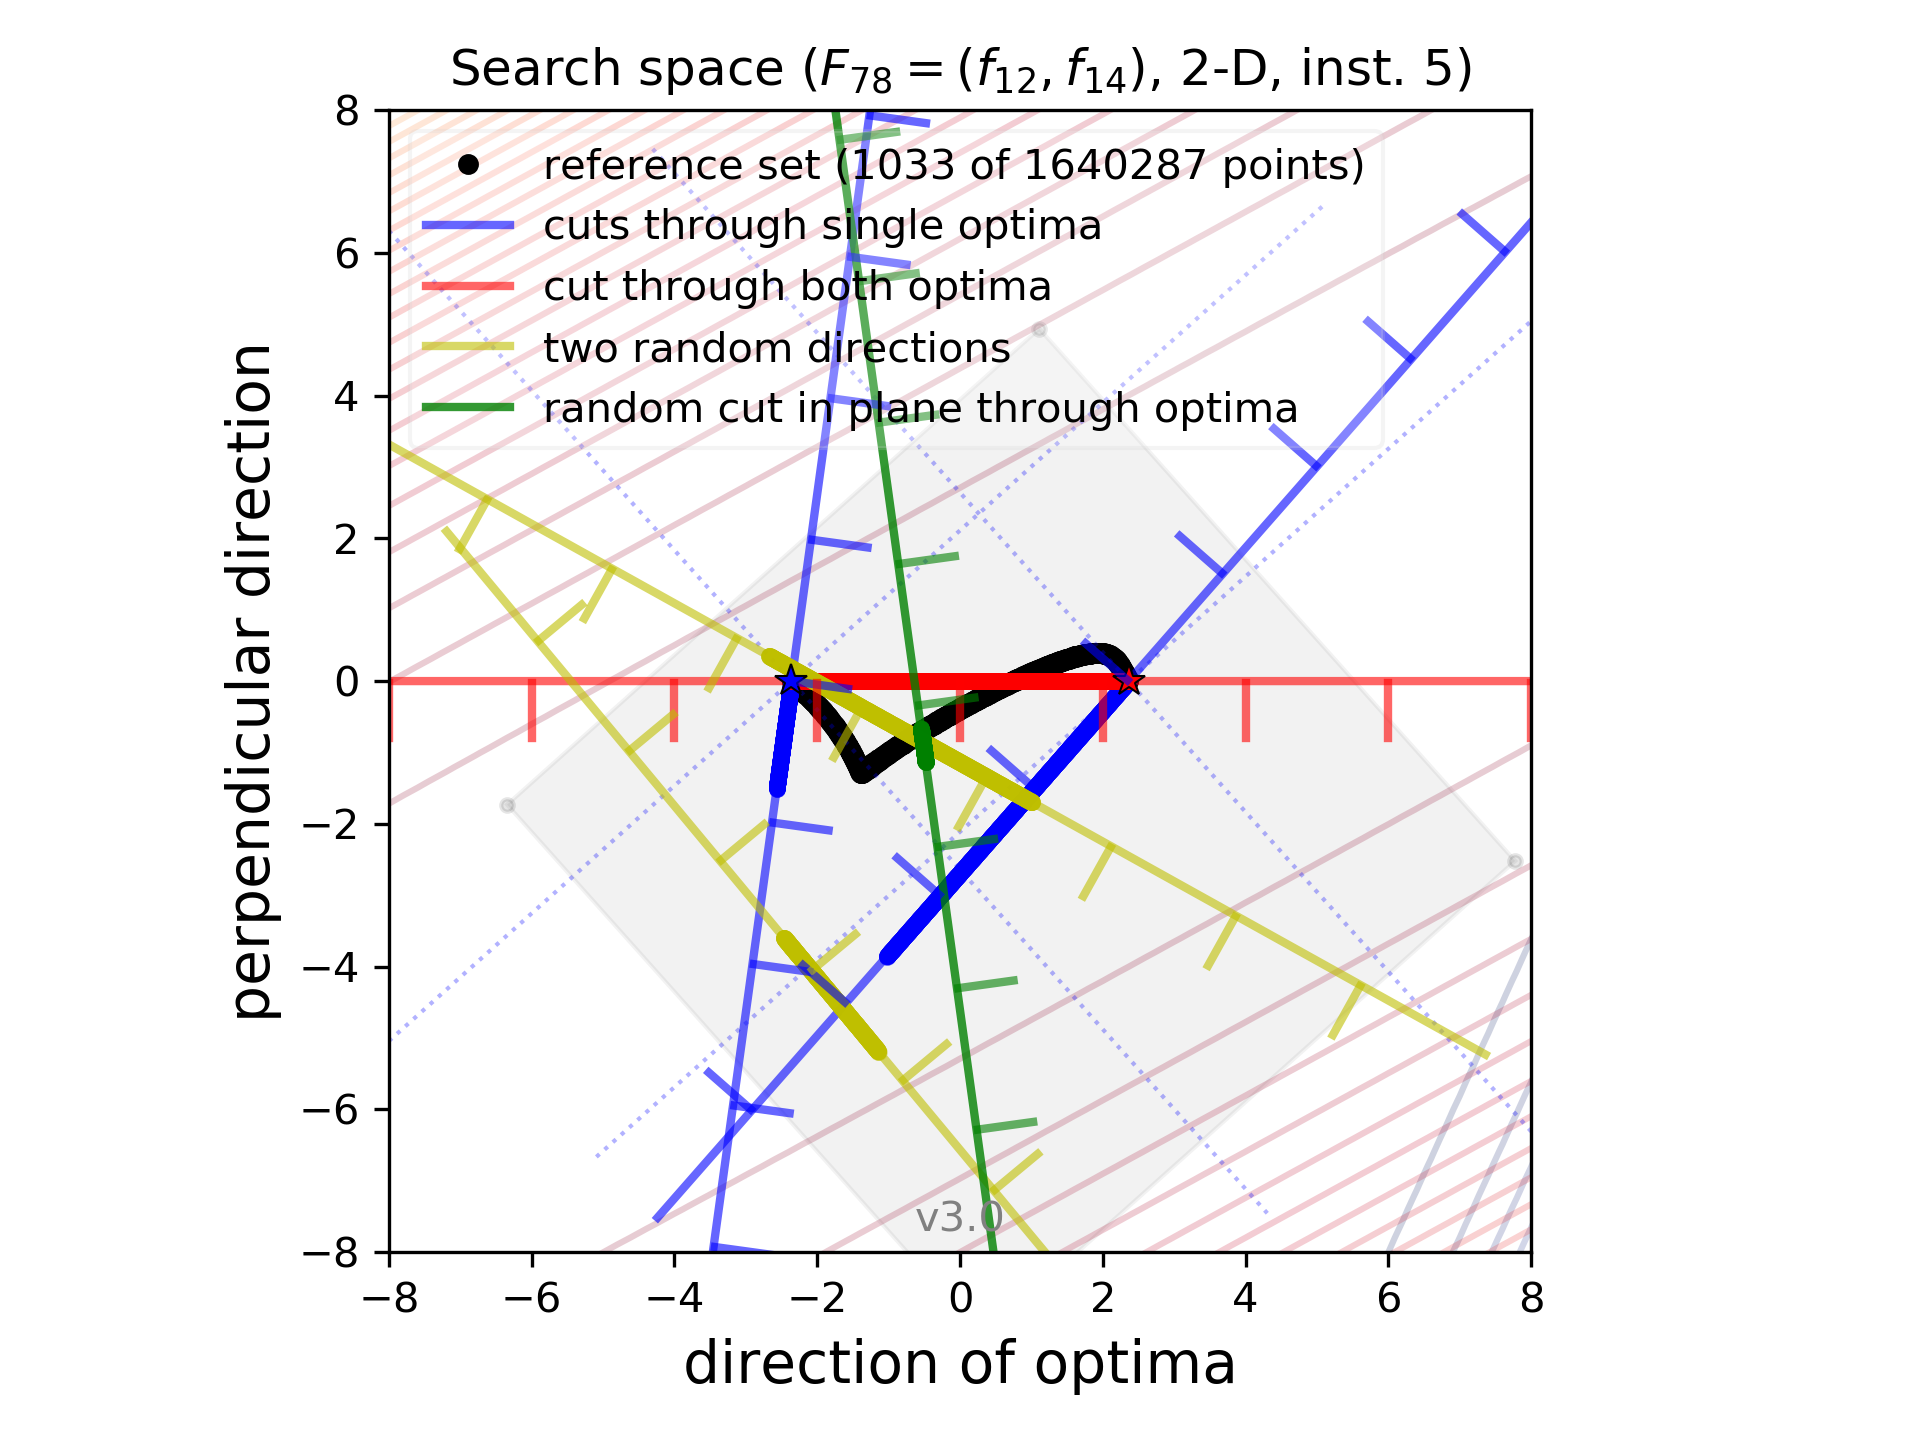 Search space (F₇₈ = (f₁₂, f₁₄), 2-D, inst. 5)
reference set (1033 of 1640287 points)
cuts through single optima
cut through both optima
two random directions
random cut in plane through optima
perpendicular direction
8
6
4
2
0
−2
−4
−6
−8
v3.0
−8 −6 −4 −2 0 2 4 6 8
direction of optima